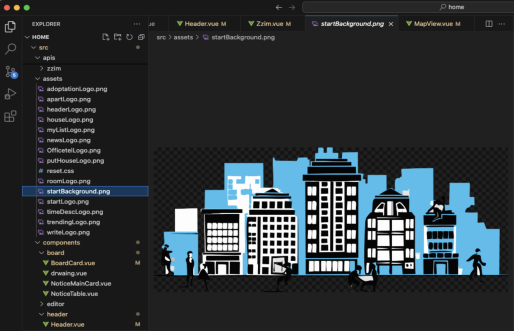 home
EXPLORER
HOME
src
apis
zzim
assets
adoptationLogo.png
apartLogo.png
headerLogo.png
houseLogo.png
myListLogo.png
newsLogo.png
OfficetelLogo.png
putHouseLogo.png
# reset.css
roomLogo.png
startBackground.png
startLogo.png
timeDescLogo.png
trendingLogo.png
writeLogo.png
components
board
BoardCard.vue M
drwaing.vue
NoticeMainCard.vue
NoticeTable.vue
editor
header
Header.vue M
ue Header.vue M Zzim.vue M startBackground.png MapView.vue M
src > assets > startBackground.png